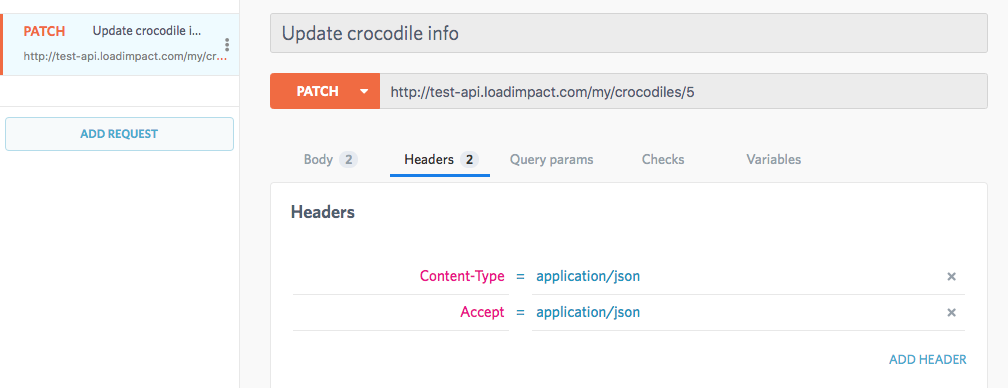 PATCH Update crocodile i...
http://test-api.loadimpact.com/my/cr...
ADD REQUEST
Update crocodile info
PATCH http://test-api.loadimpact.com/my/crocodiles/5
Body 2 Headers 2 Query params Checks Variables
Headers
Content-Type = application/json ×
Accept = application/json ×
ADD HEADER